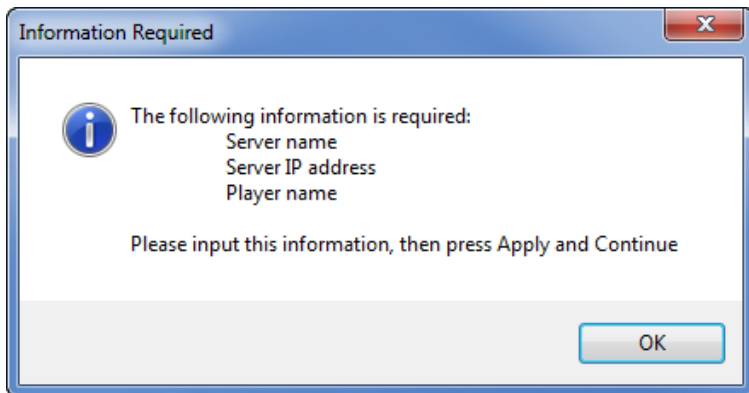 Information Required
The following information is required:
Server name
Server IP address
Player name
Please input this information, then press Apply and Continue
OK